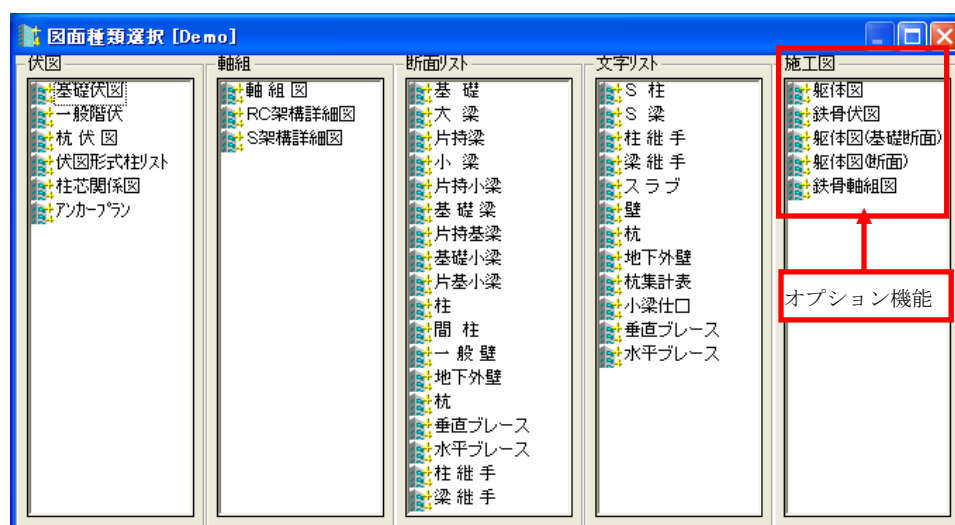 図面種類選択 [Demo]
伏図
基礎伏図
一般階伏
杭 伏 図
伏図形式柱リスト
柱芯関係図
アンカープラン
軸組
軸 組 図
RC架構詳細図
S架構詳細図
断面リスト
基 礎
大 梁
片持梁
小 梁
片持小梁
基 礎 梁
片持基梁
基礎小梁
片基小梁
柱
間 柱
一 般 壁
地下外壁
杭
垂直ブレース
水平ブレース
柱 継 手
梁 継 手
文字リスト
S 柱
S 梁
柱 継 手
梁 継 手
スラブ
壁
杭
地下外壁
杭集計表
小梁仕口
垂直ブレース
水平ブレース
施工図
躯体図
鉄骨伏図
躯体図(基礎断面)
躯体図(断面)
鉄骨軸組図
オプション機能